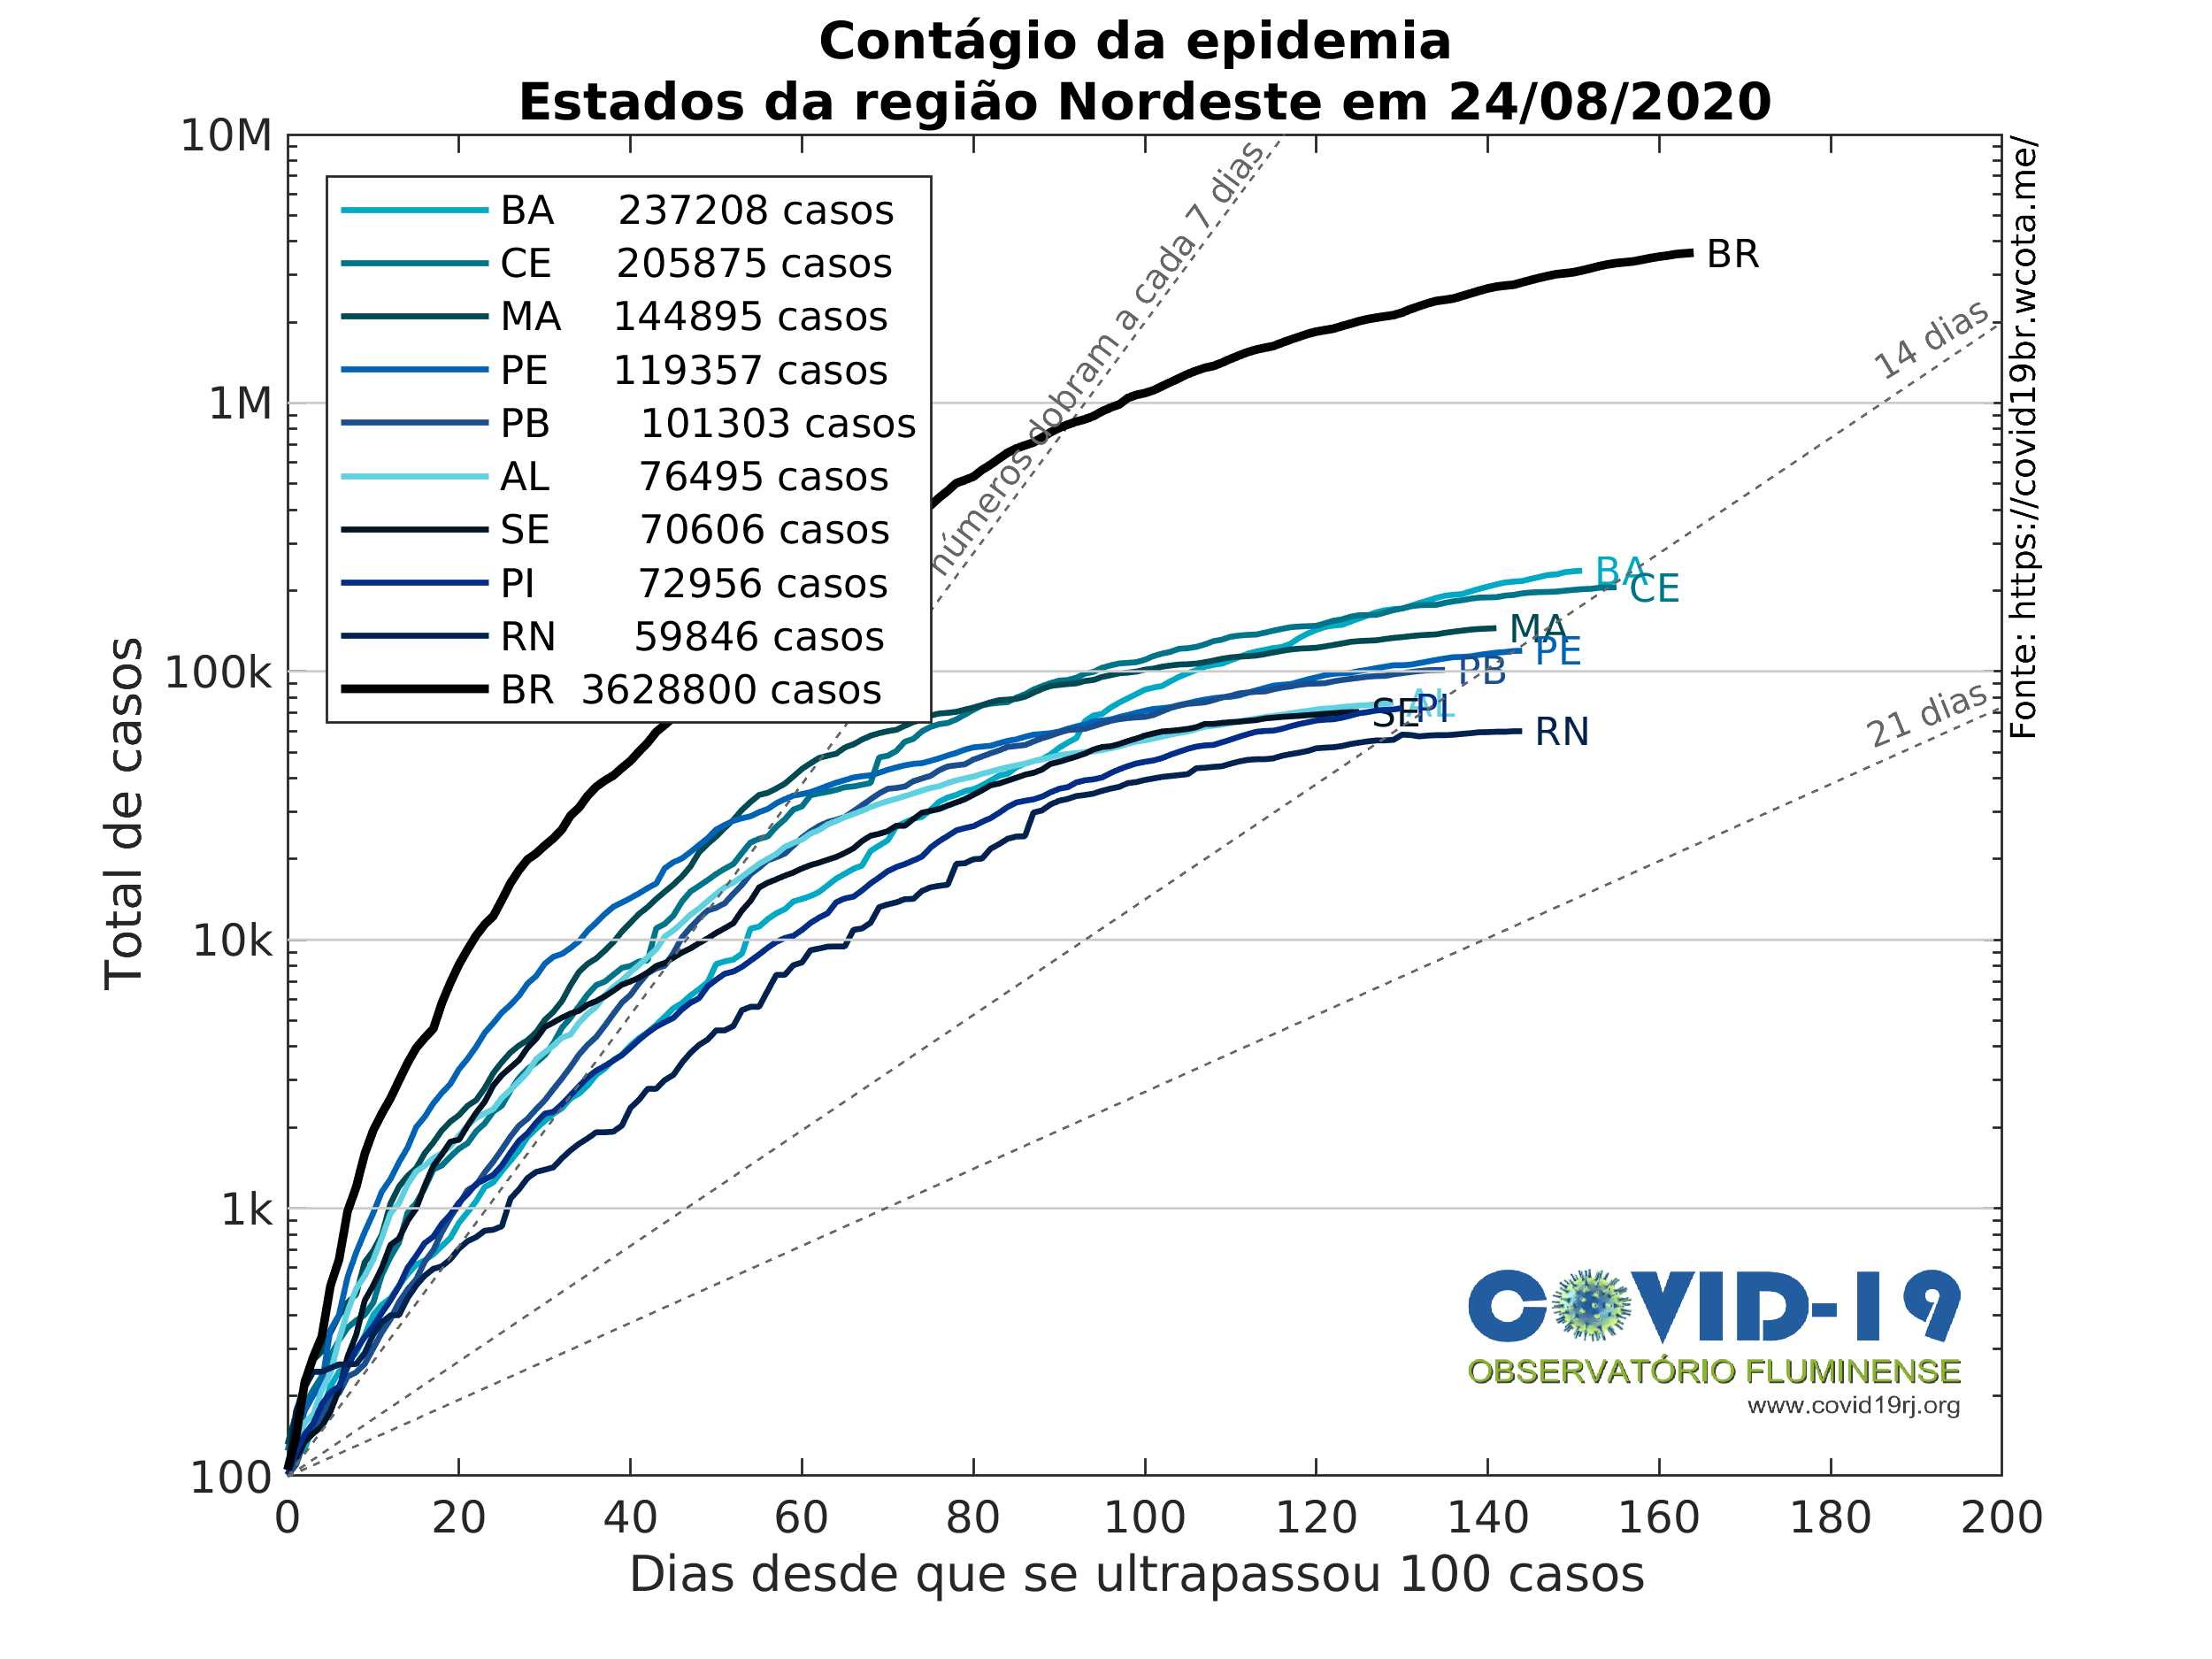 Contágio da epidemia
Estados da região Nordeste em 24/08/2020
10M
1M
100k
10k
1k
100
Total de casos
BA 237208 casos
CE 205875 casos
MA 144895 casos
PE 119357 casos
PB 101303 casos
AL 76495 casos
SE 70606 casos
PI 72956 casos
RN 59846 casos
BR 3628800 casos
números dobram a cada 7 dias
14 dias
21 dias
BR
BA
CE
MA
PE
PB
AL
PI
SE
RN
Fonte: https://covid19br.wcota.me/
COVID-19
OBSERVATÓRIO FLUMINENSE
www.covid19rj.org
0 20 40 60 80 100 120 140 160 180 200
Dias desde que se ultrapassou 100 casos